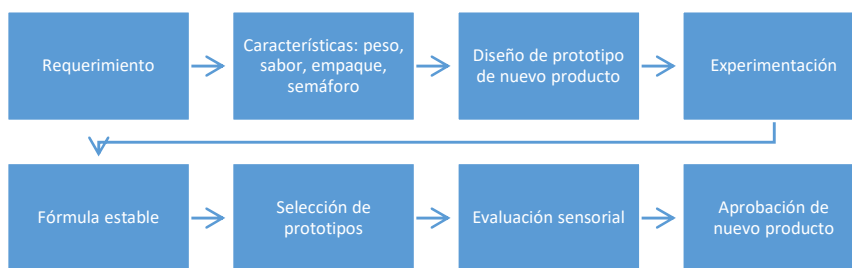 Requerimiento
Características: peso,
sabor, empaque,
semáforo
Diseño de prototipo
de nuevo producto
Experimentación
Fórmula estable
Selección de
prototipos
Evaluación sensorial
Aprobación de
nuevo producto